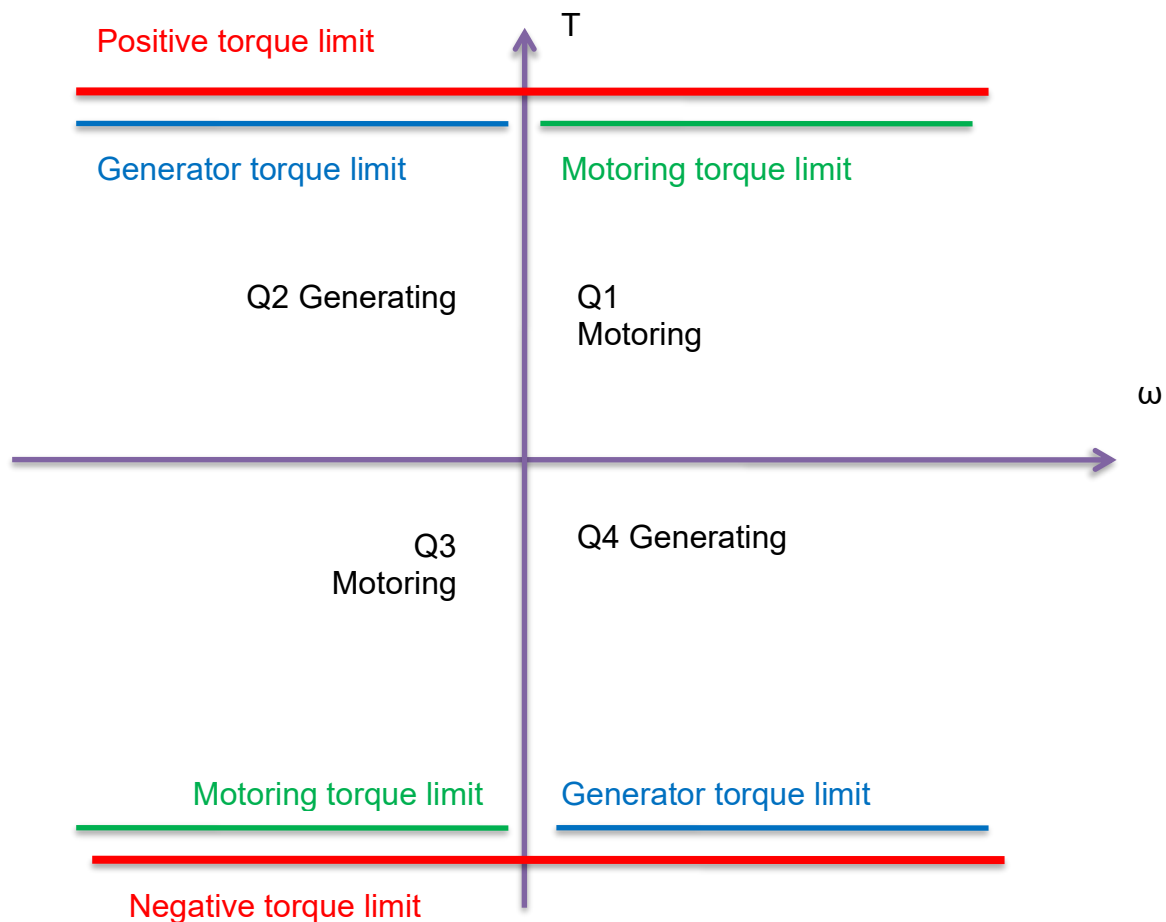 T
Positive torque limit
Generator torque limit
Motoring torque limit
Q2 Generating
Q1
Motoring
ω
Q3
Motoring
Q4 Generating
Motoring torque limit
Generator torque limit
Negative torque limit